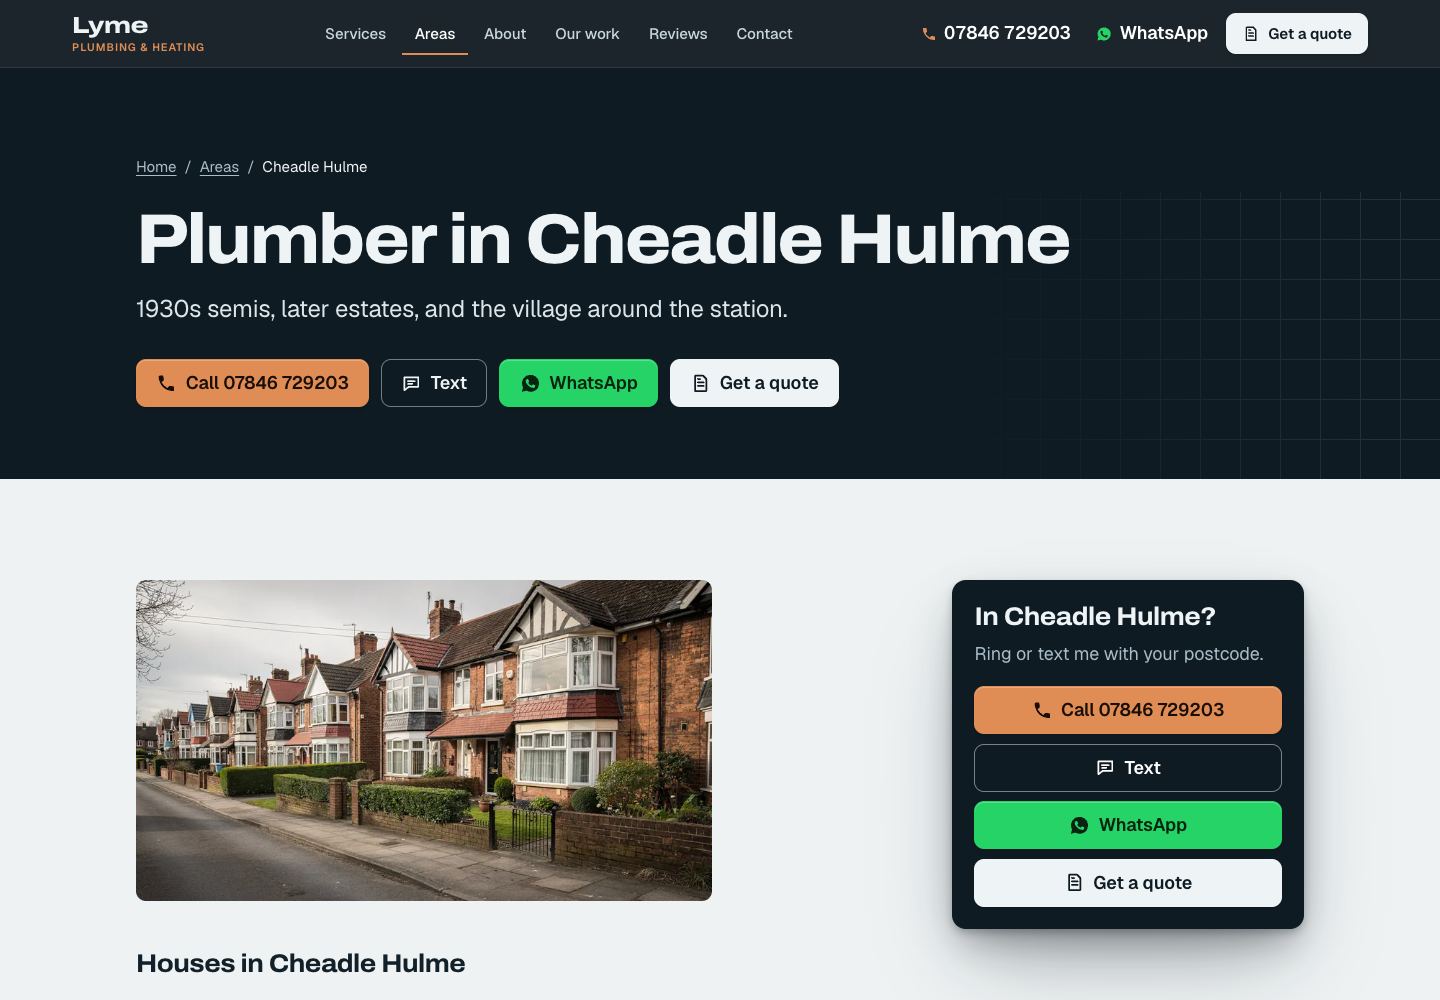 Lyme
PLUMBING & HEATING
Services
Areas
About
Our work
Reviews
Contact
07846 729203
WhatsApp
Get a quote
Home / Areas / Cheadle Hulme
Plumber in Cheadle Hulme
1930s semis, later estates, and the village around the station.
Call 07846 729203
Text
WhatsApp
Get a quote
In Cheadle Hulme?
Ring or text me with your postcode.
Call 07846 729203
Text
WhatsApp
Get a quote
Houses in Cheadle Hulme